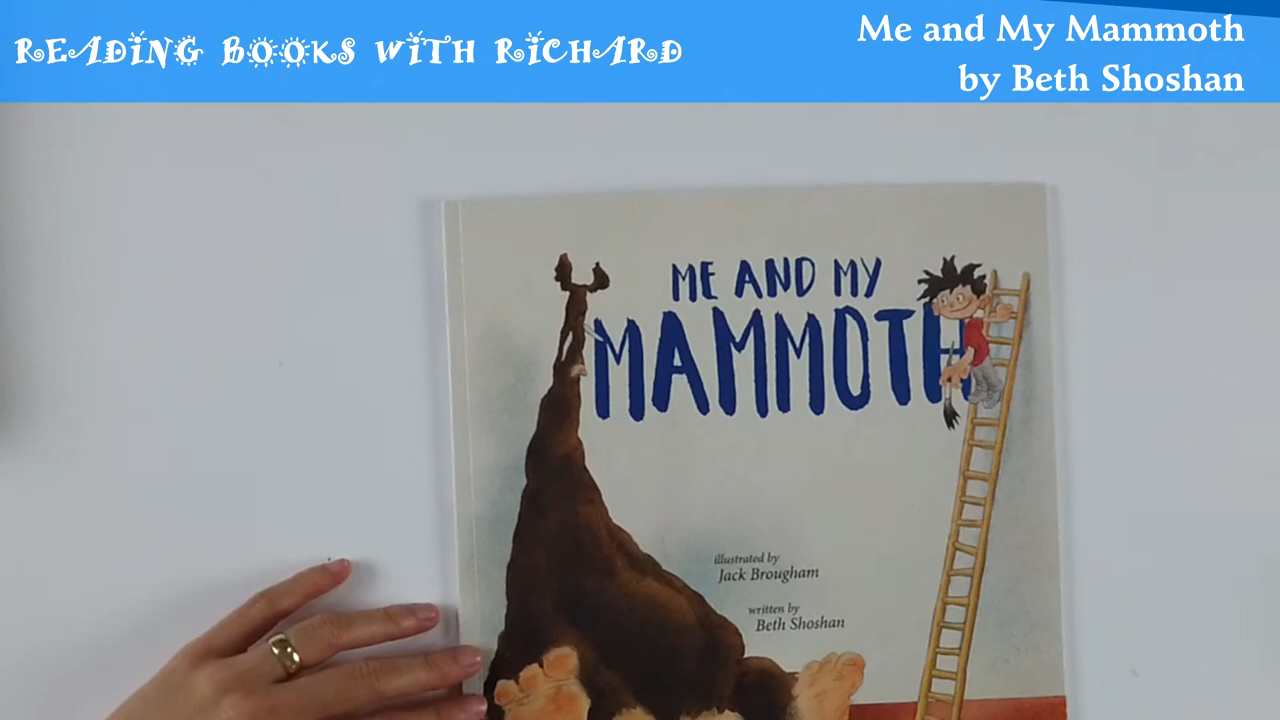 READING BOOKS WITH RICHARD
Me and My Mammoth
by Beth Shoshan
ME AND MY
MAMMOTH
illustrated by
Jack Brougham
written by
Beth Shoshan